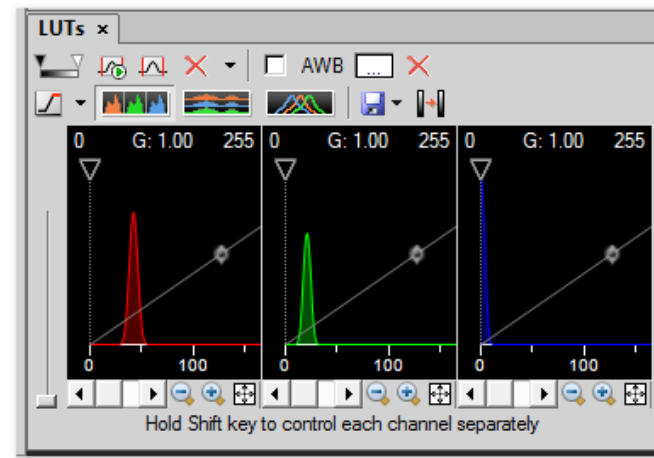 LUTs ×
AWB ...
0 G: 1.00 255 0 G: 1.00 255 0 G: 1.00 255
0 100 0 100 0 100
Hold Shift key to control each channel separately